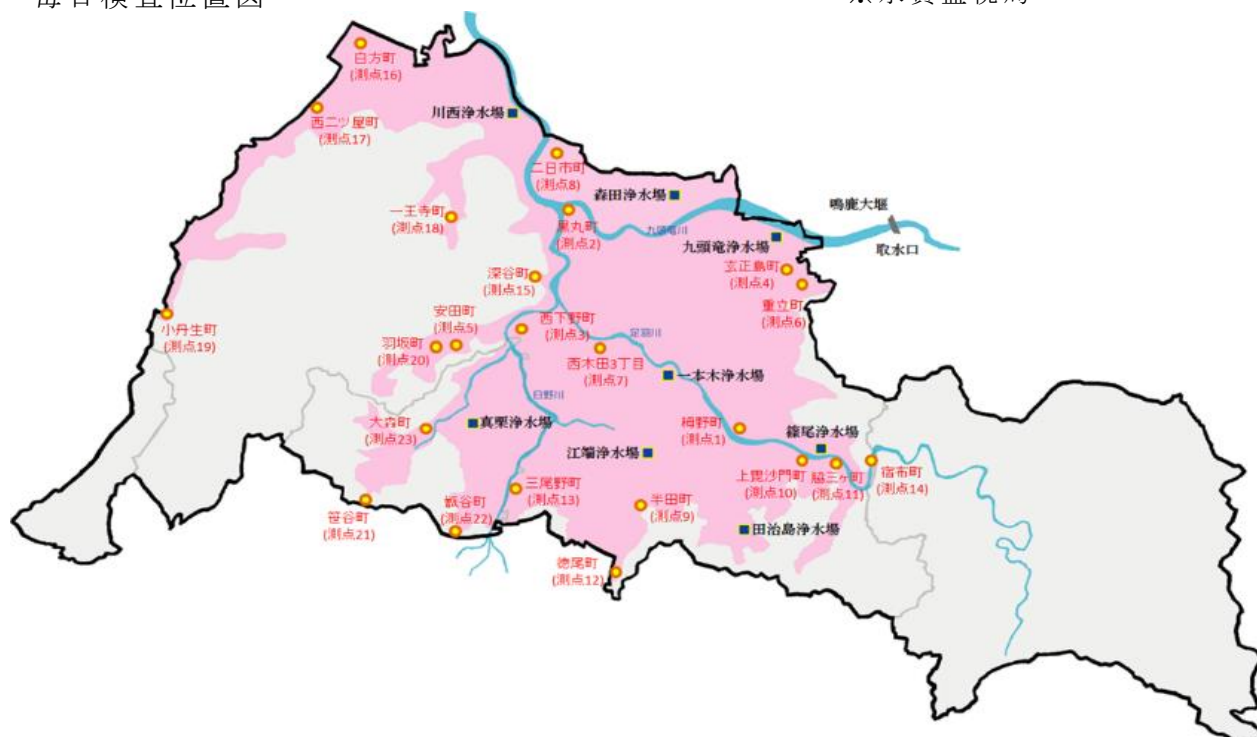 毎日検査位置図
※水質監視局
白方町
(測点16)
西二ツ屋町
(測点17)
川西浄水場
二日市町
(測点8)
森田浄水場
鳴鹿大堰
一王寺町
(測点18)
黒丸町
(測点2)
九頭竜川
九頭竜浄水場
取水口
深谷町
(測点15)
玄正島町
(測点4)
重立町
(測点6)
小丹生町
(測点19)
安田町
(測点5)
西下野町
(測点3)
足羽川
羽坂町
(測点20)
西木田3丁目
(測点7)
一本木浄水場
日野川
大森町
(測点23)
真栗浄水場
栂野町
(測点1)
篠尾浄水場
江端浄水場
上毘沙門町
(測点10)
脇三ヶ町
(測点11)
宿布町
(測点14)
笹谷町
(測点21)
甑谷町
(測点22)
三尾野町
(測点13)
半田町
(測点9)
田治島浄水場
徳尾町
(測点12)